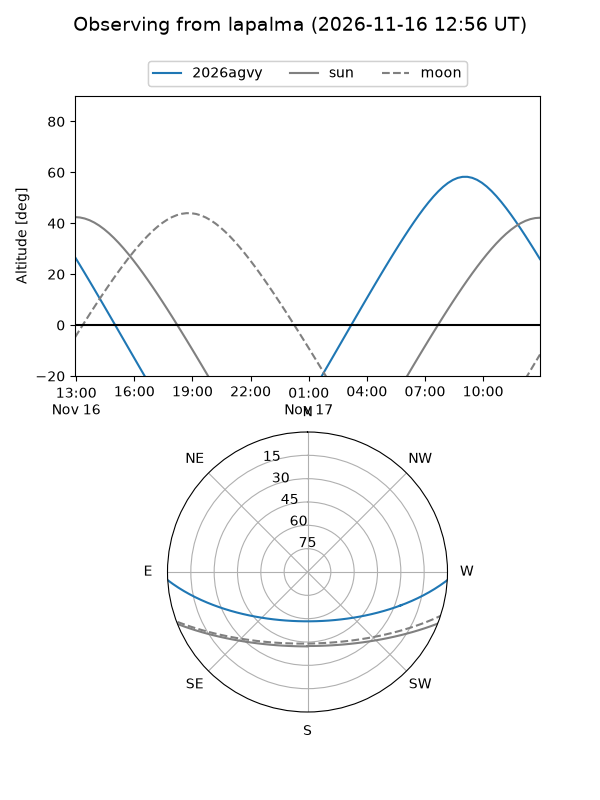 Observing from lapalma (2026-11-16 12:56 UT)
2026agvy sun moon
80
60
40
20
0
−20
Altitude [deg]
13:00 16:00 19:00 22:00 01:00 04:00 07:00 10:00
Nov 16 Nov 17
N
NE NW
15
30
45
60
75
E W
SE SW
S